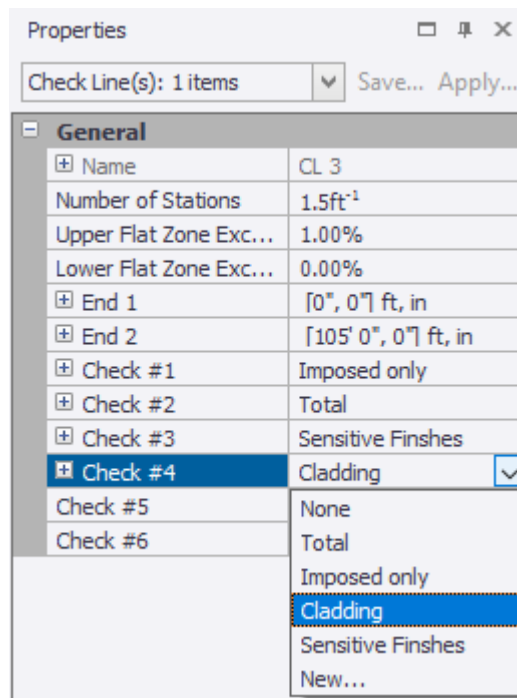 Properties
Check Line(s): 1 items Save... Apply...
General
Name CL 3
Number of Stations 1.5ft⁻¹
Upper Flat Zone Exc... 1.00%
Lower Flat Zone Exc... 0.00%
End 1 [0", 0"] ft, in
End 2 [105' 0", 0"] ft, in
Check #1 Imposed only
Check #2 Total
Check #3 Sensitive Finshes
Check #4 Cladding
Check #5
Check #6
None
Total
Imposed only
Cladding
Sensitive Finshes
New...